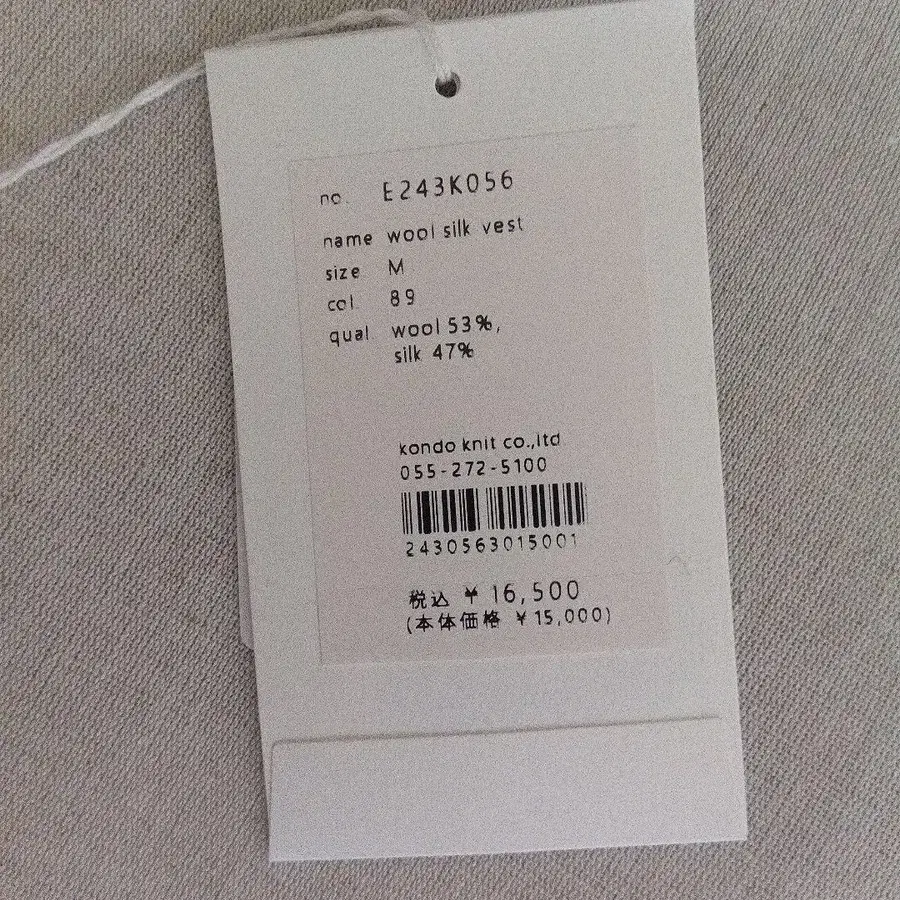 no. E243K056
name wool silk vest
size M
col. 89
qual wool 53%,
silk 47%
kondo knit co.,ltd
055-272-5100
2430563015001
税込 ¥ 16,500
(本体価格 ¥ 15,000)